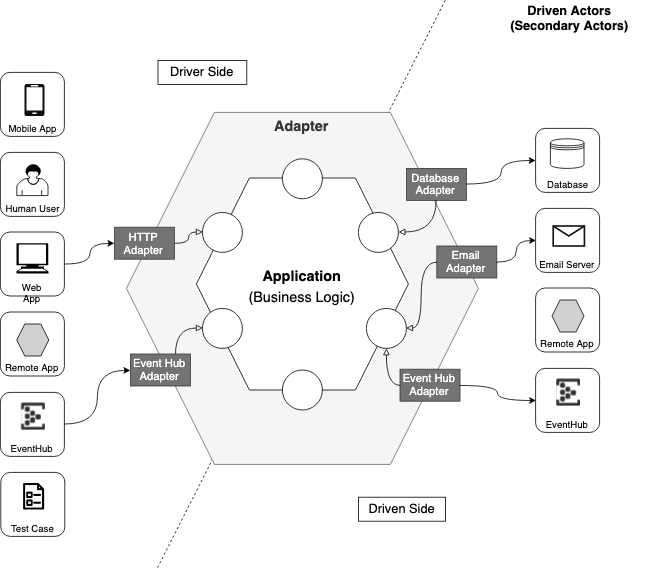 Driven Actors
(Secondary Actors)
Driver Side
Adapter
Mobile App
Human User
Web
App
Remote App
EventHub
Test Case
HTTP
Adapter
Event Hub
Adapter
Application
(Business Logic)
Database
Adapter
Email
Adapter
Event Hub
Adapter
Database
Email Server
Remote App
EventHub
Driven Side